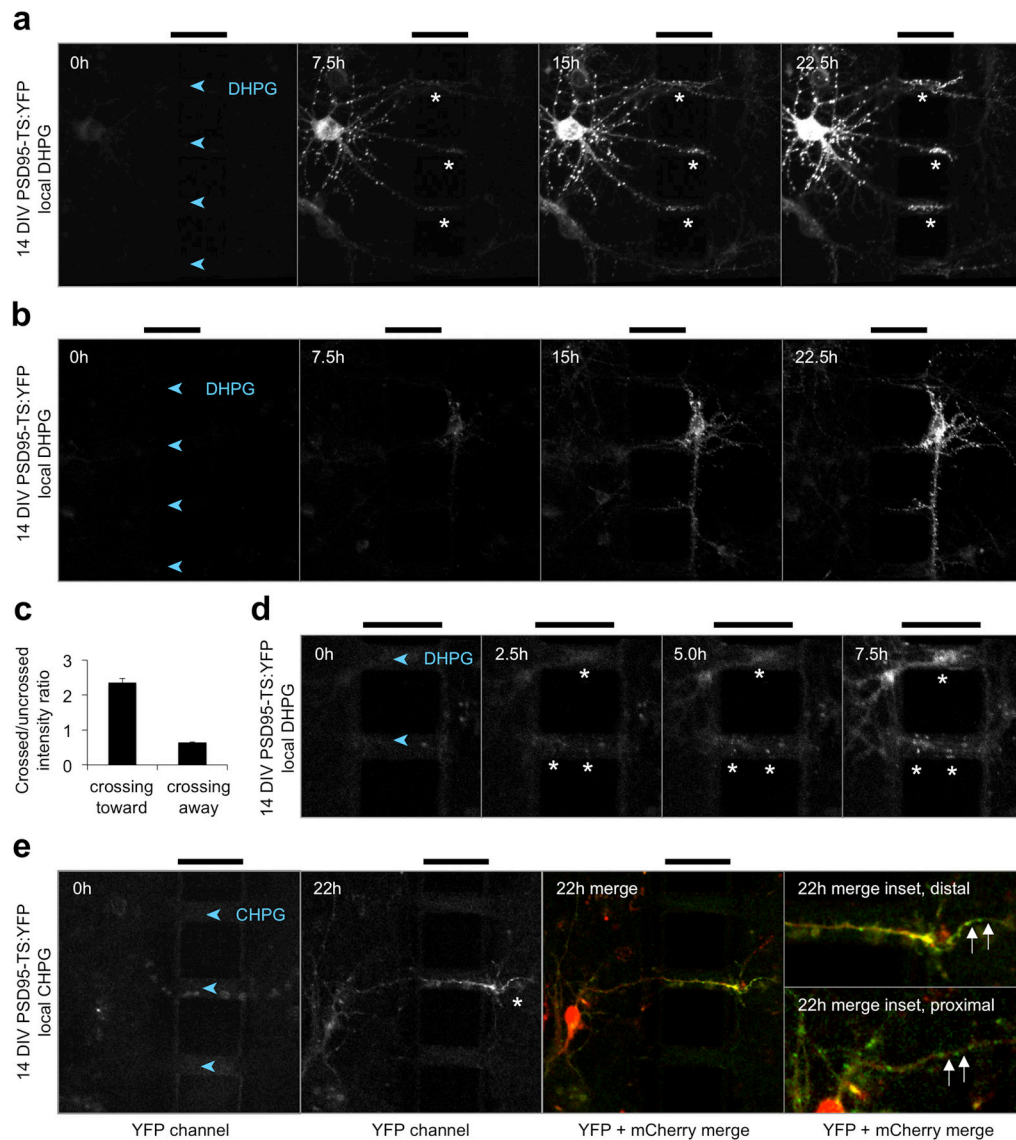 a
14 DIV PSD95-TS:YFP
local DHPG
0h
DHPG
7.5h
*
*
*
15h
*
*
*
22.5h
*
*
*
b
14 DIV PSD95-TS:YFP
local DHPG
0h
DHPG
7.5h
15h
22.5h
c
Crossed/uncrossed
intensity ratio
3
2
1
0
crossing
toward
crossing
away
d
14 DIV PSD95-TS:YFP
local DHPG
0h
DHPG
2.5h
*
* *
5.0h
*
* *
7.5h
*
* *
e
14 DIV PSD95-TS:YFP
local CHPG
0h
CHPG
22h
*
22h merge
22h merge inset, distal
22h merge inset, proximal
YFP channel
YFP channel
YFP + mCherry merge
YFP + mCherry merge